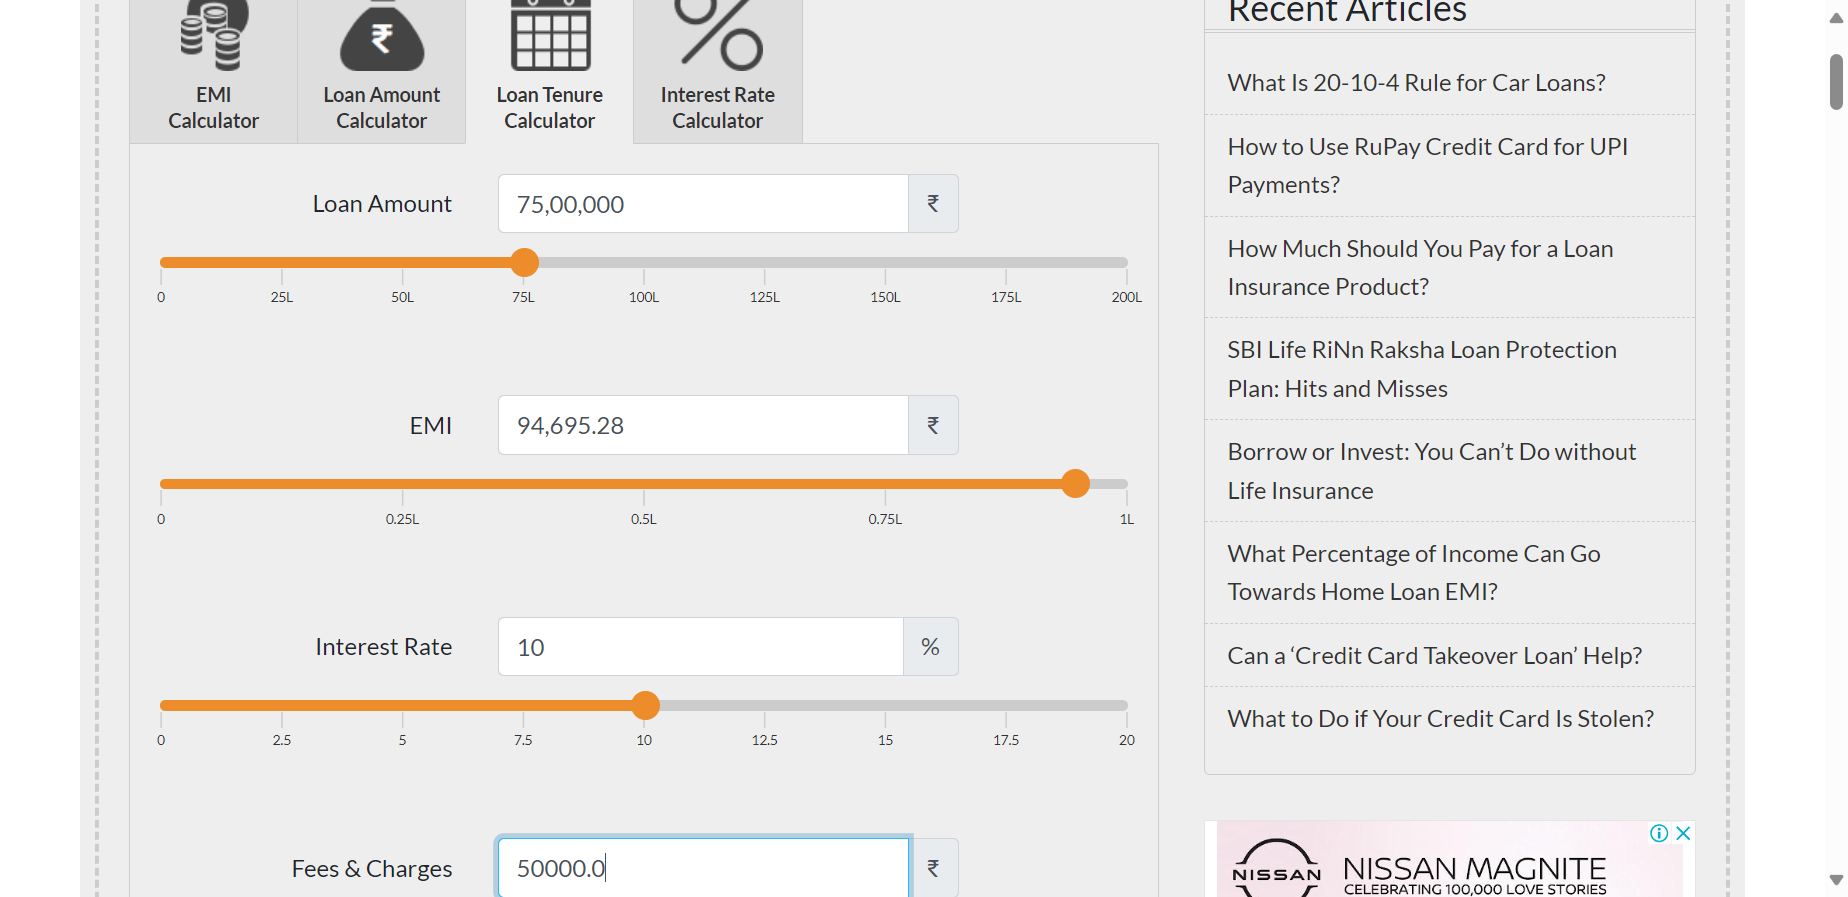 EMI
Calculator
Loan Amount
Calculator
Loan Tenure
Calculator
Interest Rate
Calculator
Loan Amount
75,00,000
₹
0 25L 50L 75L 100L 125L 150L 175L 200L
EMI
94,695.28
₹
0 0.25L 0.5L 0.75L 1L
Interest Rate
10
%
0 2.5 5 7.5 10 12.5 15 17.5 20
Fees & Charges
50000.0
₹
Recent Articles
What Is 20-10-4 Rule for Car Loans?
How to Use RuPay Credit Card for UPI
Payments?
How Much Should You Pay for a Loan
Insurance Product?
SBI Life RiNn Raksha Loan Protection
Plan: Hits and Misses
Borrow or Invest: You Can’t Do without
Life Insurance
What Percentage of Income Can Go
Towards Home Loan EMI?
Can a ‘Credit Card Takeover Loan’ Help?
What to Do if Your Credit Card Is Stolen?
NISSAN
NISSAN MAGNITE
CELEBRATING 100,000 LOVE STORIES